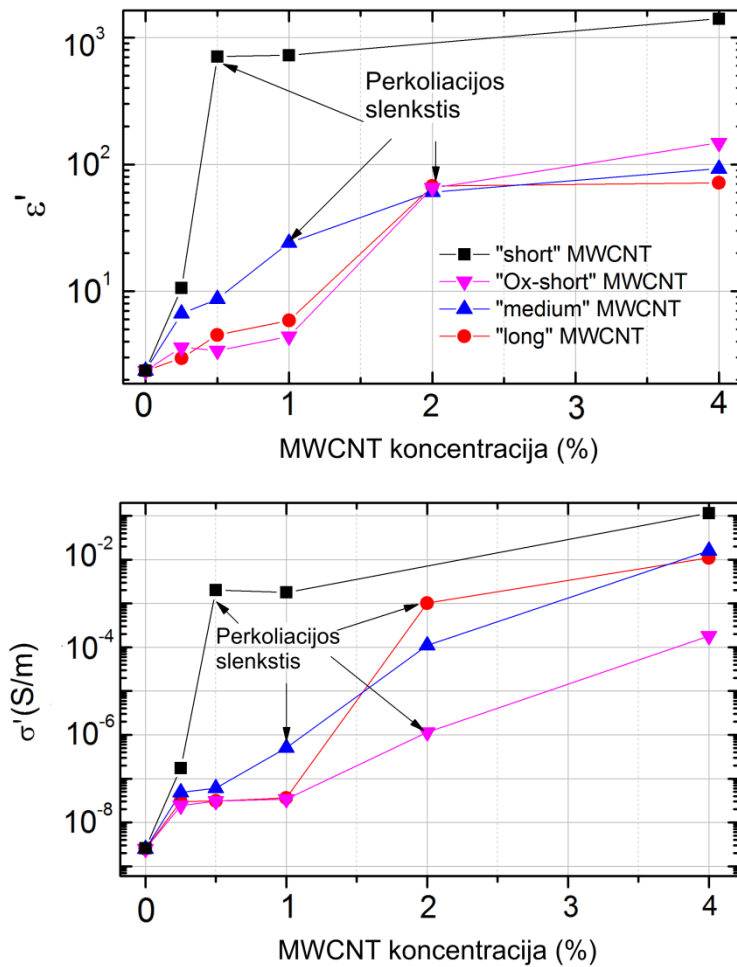 10³
10²
10¹
ε'
Perkoliacijos
slenkstis
"short" MWCNT
"Ox-short" MWCNT
"medium" MWCNT
"long" MWCNT
0 1 2 3 4
MWCNT koncentracija (%)
10⁻²
10⁻⁴
10⁻⁶
10⁻⁸
σ'(S/m)
Perkoliacijos
slenkstis
0 1 2 3 4
MWCNT koncentracija (%)